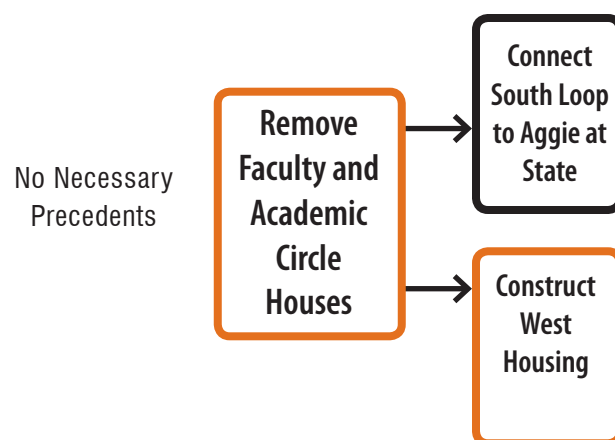 No Necessary
Precedents
Remove
Faculty and
Academic
Circle
Houses
Connect
South Loop
to Aggie at
State
Construct
West
Housing